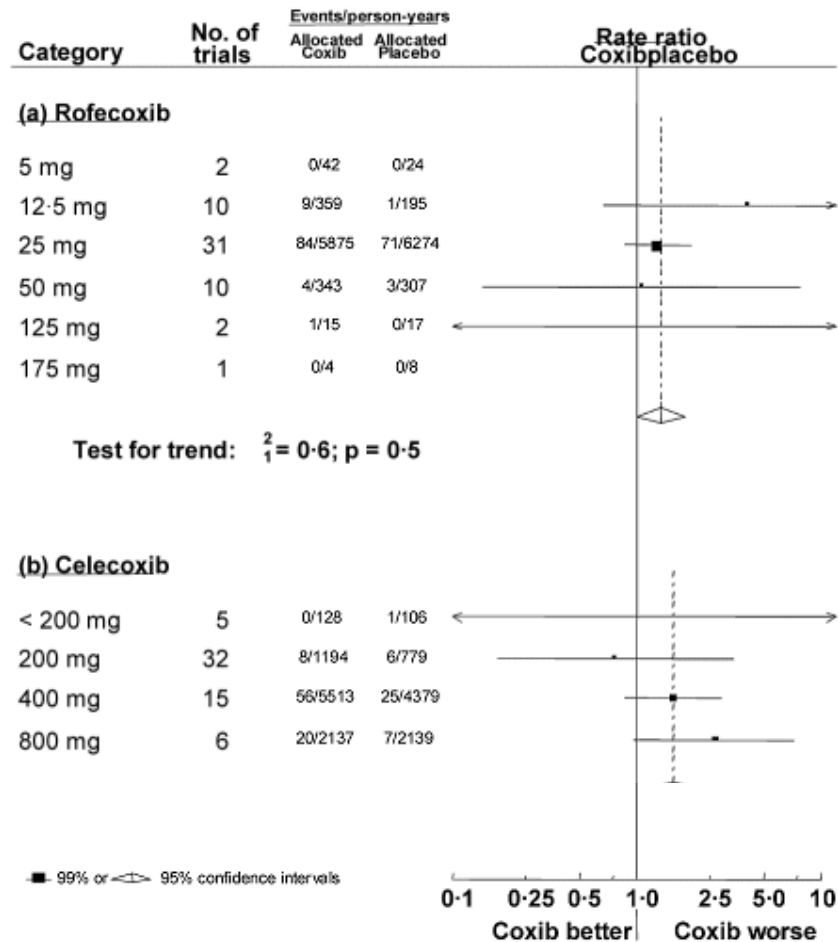 Events/person-years
Category No. of trials Allocated Coxib Allocated Placebo Rate ratio Coxibplacebo
(a) Rofecoxib
5 mg 2 0/42 0/24
12·5 mg 10 9/359 1/195
25 mg 31 84/5875 71/6274
50 mg 10 4/343 3/307
125 mg 2 1/15 0/17
175 mg 1 0/4 0/8
Test for trend: 2 1 = 0·6; p = 0·5
(b) Celecoxib
< 200 mg 5 0/128 1/106
200 mg 32 8/1194 6/779
400 mg 15 56/5513 25/4379
800 mg 6 20/2137 7/2139
99% or 95% confidence intervals
0·1 0·25 0·5 1·0 2·5 5·0 10
Coxib better Coxib worse